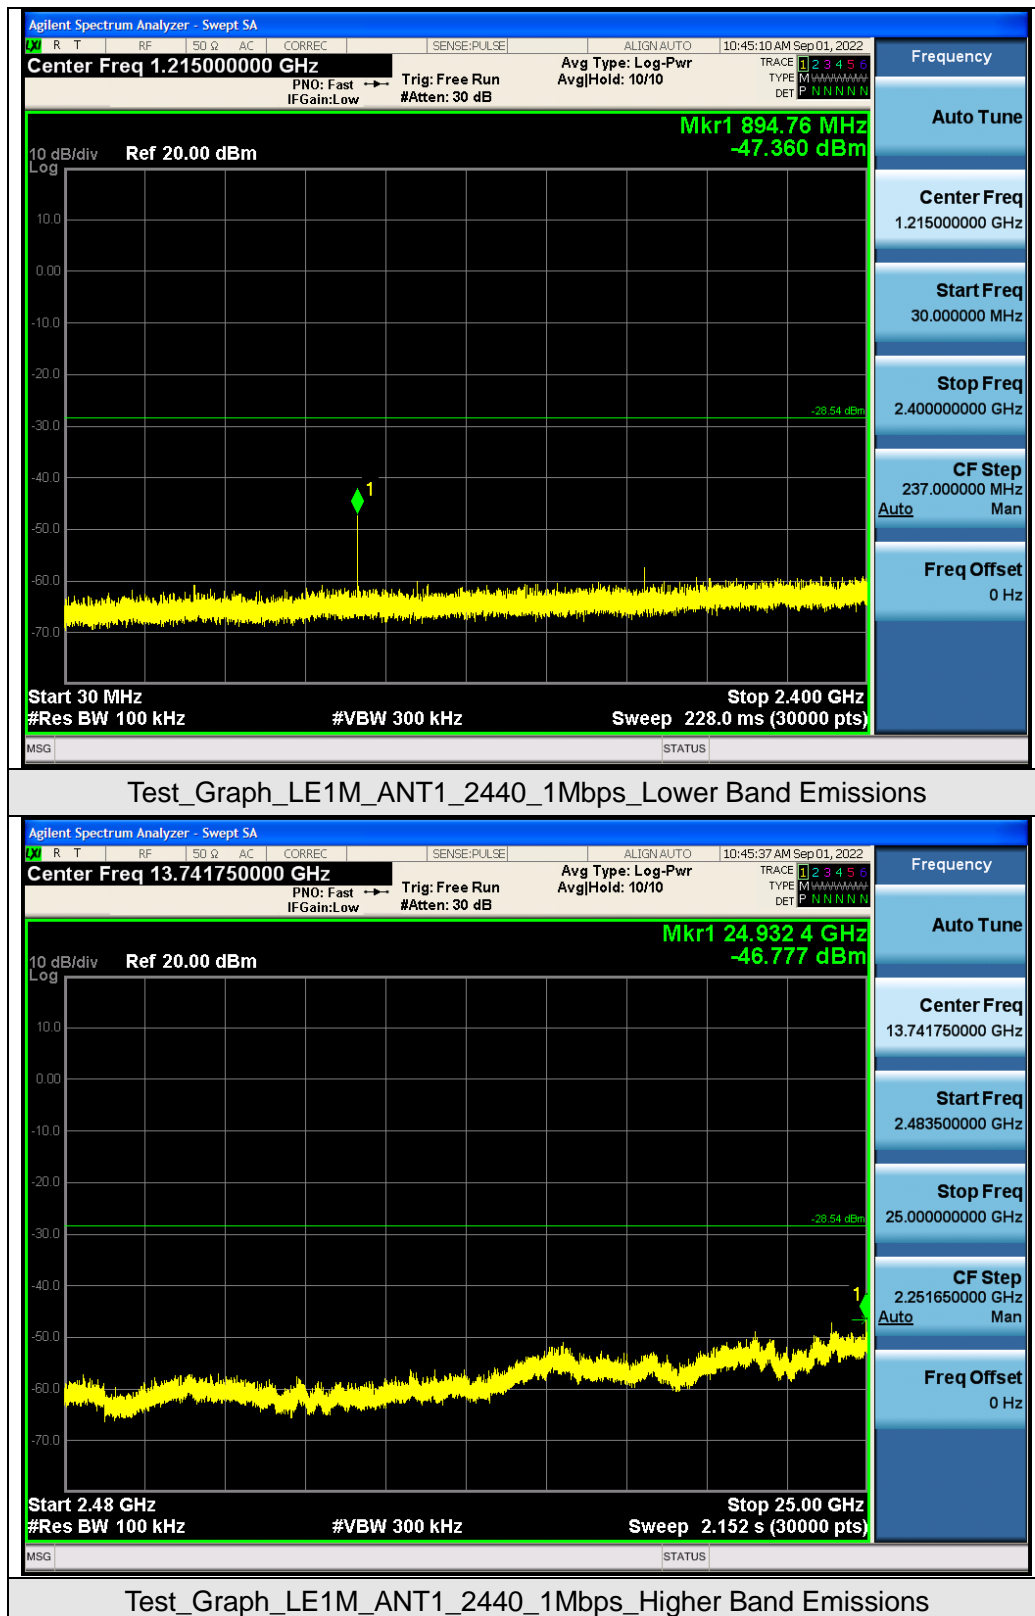 Agilent Spectrum Analyzer - Swept SA
LXI R T RF 50 Ω AC CORREC SENSE:PULSE ALIGN AUTO 10:45:10 AM Sep 01, 2022
Center Freq 1.215000000 GHz
PNO: Fast
IFGain:Low
Trig: Free Run
#Atten: 30 dB
Avg Type: Log-Pwr
Avg|Hold: 10/10
TRACE 1 2 3 4 5 6
TYPE M
DET P N N N N N
Mkr1 894.76 MHz
-47.360 dBm
10 dB/div Ref 20.00 dBm
Log
10.0
0.00
-10.0
-20.0
-28.54 dBm
-30.0
-40.0
1
-50.0
-60.0
-70.0
Start 30 MHz Stop 2.400 GHz
#Res BW 100 kHz #VBW 300 kHz Sweep 228.0 ms (30000 pts)
MSG STATUS
Frequency
Auto Tune
Center Freq
1.215000000 GHz
Start Freq
30.000000 MHz
Stop Freq
2.400000000 GHz
CF Step
237.000000 MHz
Auto Man
Freq Offset
0 Hz
Test_Graph_LE1M_ANT1_2440_1Mbps_Lower Band Emissions
Agilent Spectrum Analyzer - Swept SA
LXI R T RF 50 Ω AC CORREC SENSE:PULSE ALIGN AUTO 10:45:37 AM Sep 01, 2022
Center Freq 13.741750000 GHz
PNO: Fast
IFGain:Low
Trig: Free Run
#Atten: 30 dB
Avg Type: Log-Pwr
Avg|Hold: 10/10
TRACE 1 2 3 4 5 6
TYPE M
DET P N N N N N
Mkr1 24.932 4 GHz
-46.777 dBm
10 dB/div Ref 20.00 dBm
Log
10.0
0.00
-10.0
-20.0
-28.54 dBm
-30.0
-40.0
1
-50.0
-60.0
-70.0
Start 2.48 GHz Stop 25.00 GHz
#Res BW 100 kHz #VBW 300 kHz Sweep 2.152 s (30000 pts)
MSG STATUS
Frequency
Auto Tune
Center Freq
13.741750000 GHz
Start Freq
2.483500000 GHz
Stop Freq
25.000000000 GHz
CF Step
2.251650000 GHz
Auto Man
Freq Offset
0 Hz
Test_Graph_LE1M_ANT1_2440_1Mbps_Higher Band Emissions